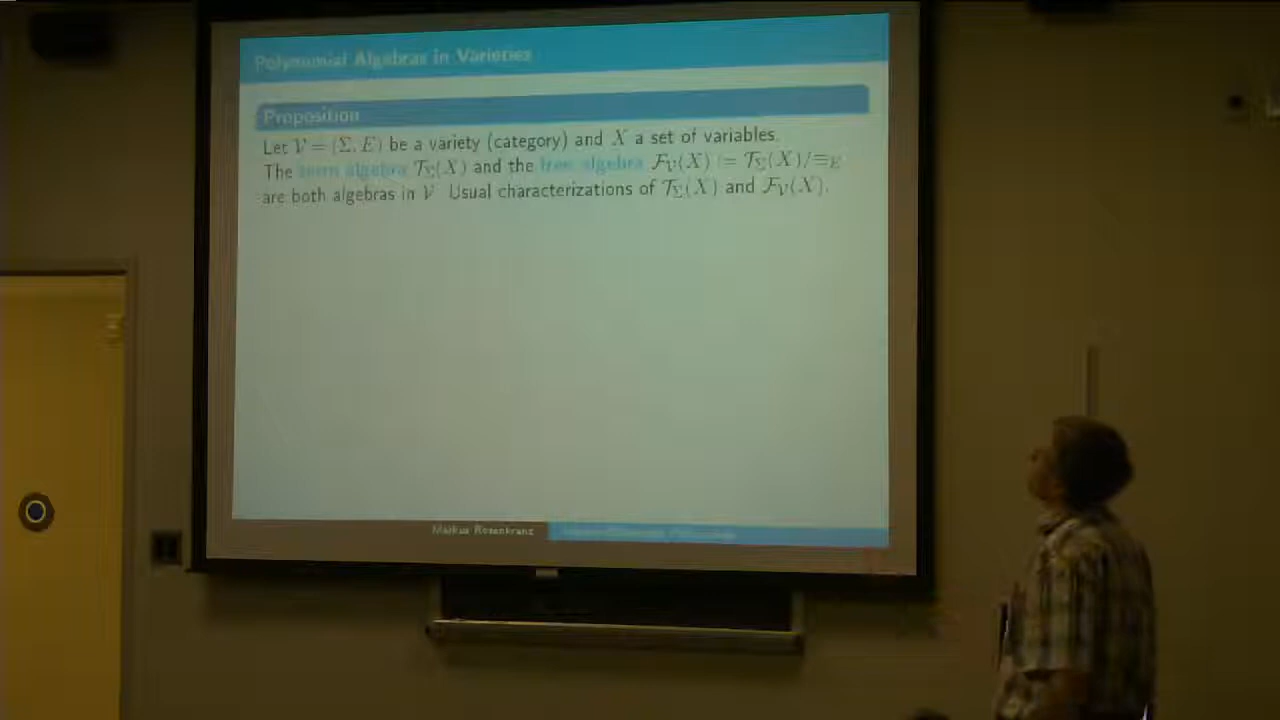 Polynomial Algebras in Varieties
Proposition
Let 𝒱 = (Σ, E) be a variety (category) and X a set of variables.
The term algebra 𝒯_Σ(X) and the free algebra ℱ_𝒱(X) := 𝒯_Σ(X)/≡_E
are both algebras in 𝒱. Usual characterizations of 𝒯_Σ(X) and ℱ_𝒱(X).
Markus Rosenkranz